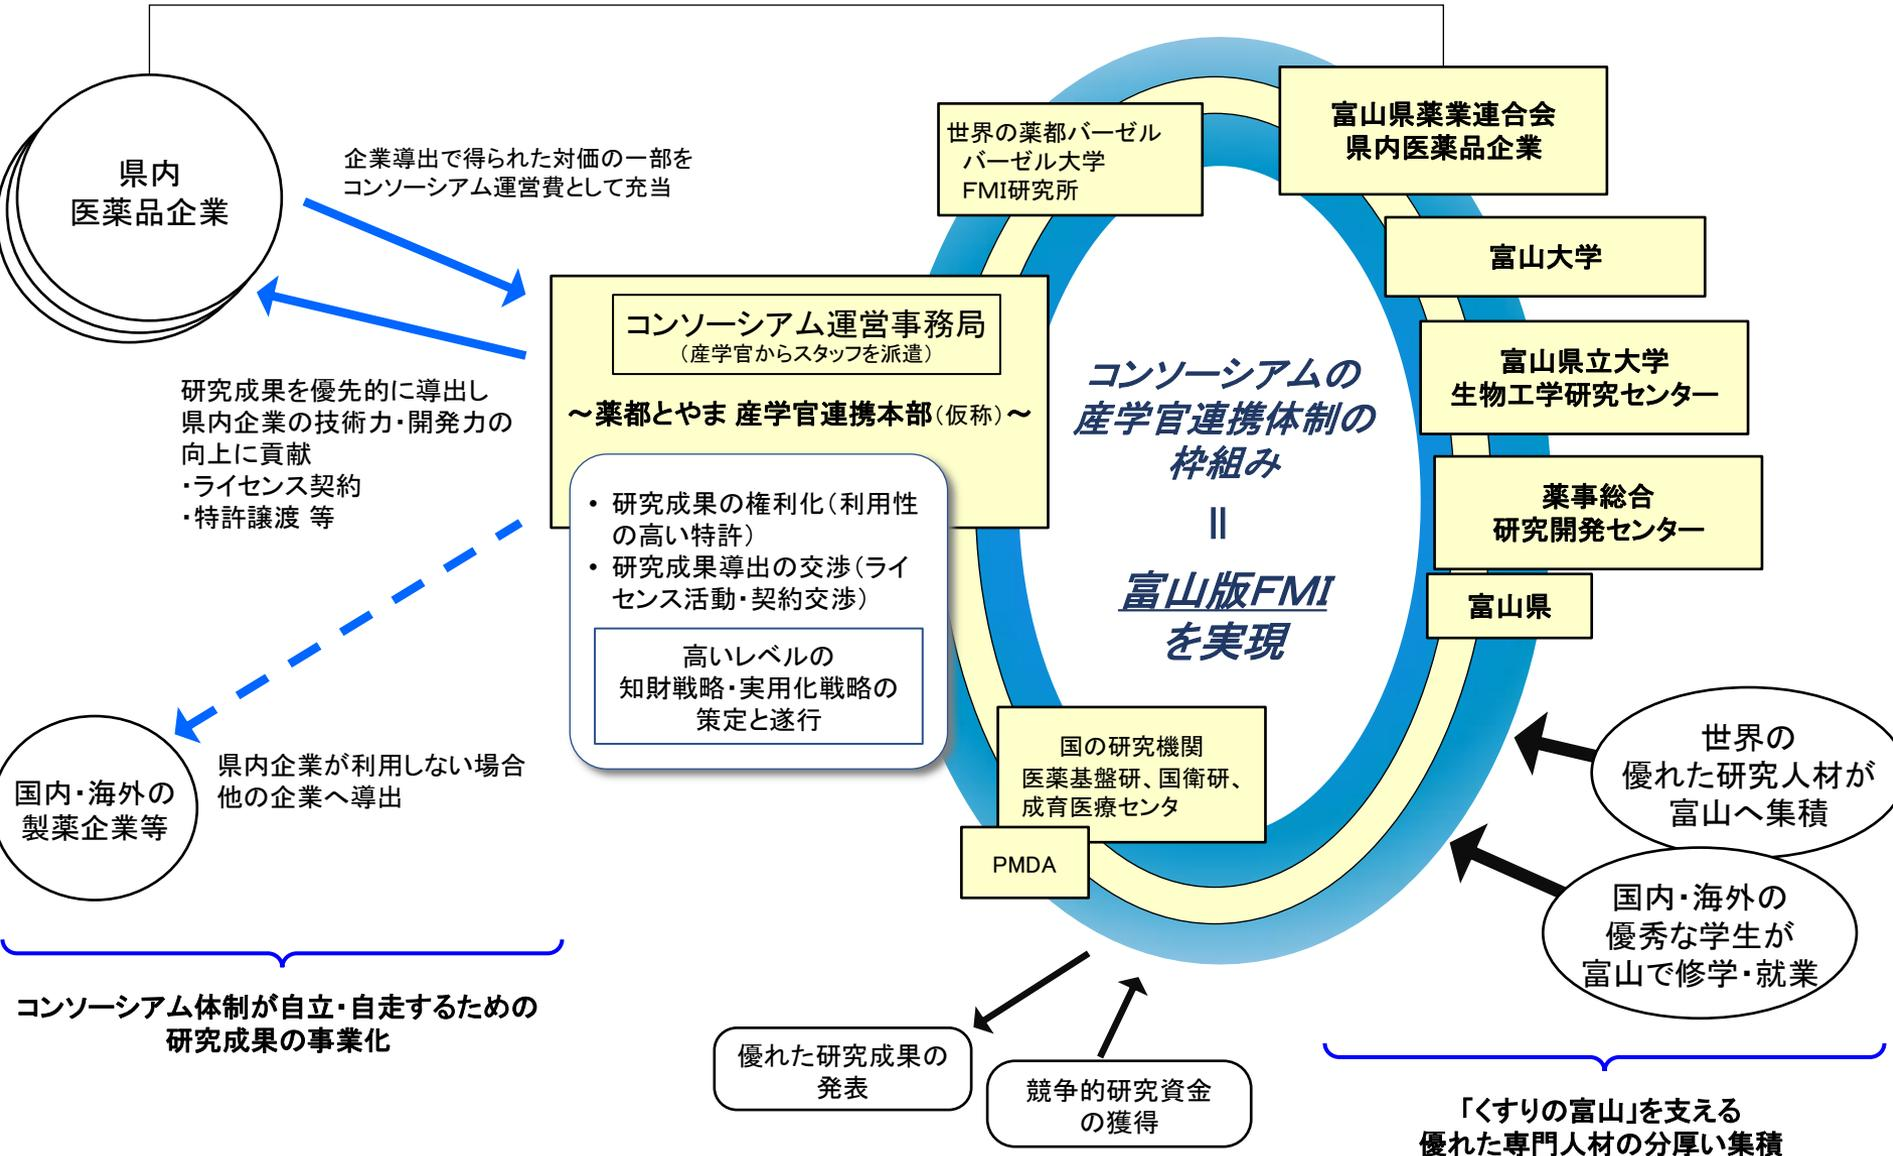 県内
医薬品企業
企業導出で得られた対価の一部を
コンソーシアム運営費として充当
世界の薬都バーゼル
バーゼル大学
FMI研究所
富山県薬業連合会
県内医薬品企業
富山大学
富山県立大学
生物工学研究センター
薬事総合
研究開発センター
富山県
コンソーシアム運営事務局
(産学官からスタッフを派遣)
～薬都とやま 産学官連携本部(仮称)～
研究成果を優先的に導出し
県内企業の技術力・開発力の
向上に貢献
・ライセンス契約
・特許譲渡 等
• 研究成果の権利化(利用性
の高い特許)
• 研究成果導出の交渉(ライ
センス活動・契約交渉)
高いレベルの
知財戦略・実用化戦略の
策定と遂行
コンソーシアムの
産学官連携体制の
枠組み
＝
富山版FMI
を実現
国の研究機関
医薬基盤研、国衛研、
成育医療センタ
PMDA
国内・海外の
製薬企業等
県内企業が利用しない場合
他の企業へ導出
世界の
優れた研究人材が
富山へ集積
国内・海外の
優秀な学生が
富山で修学・就業
コンソーシアム体制が自立・自走するための
研究成果の事業化
優れた研究成果の
発表
競争的研究資金
の獲得
「くすりの富山」を支える
優れた専門人材の分厚い集積